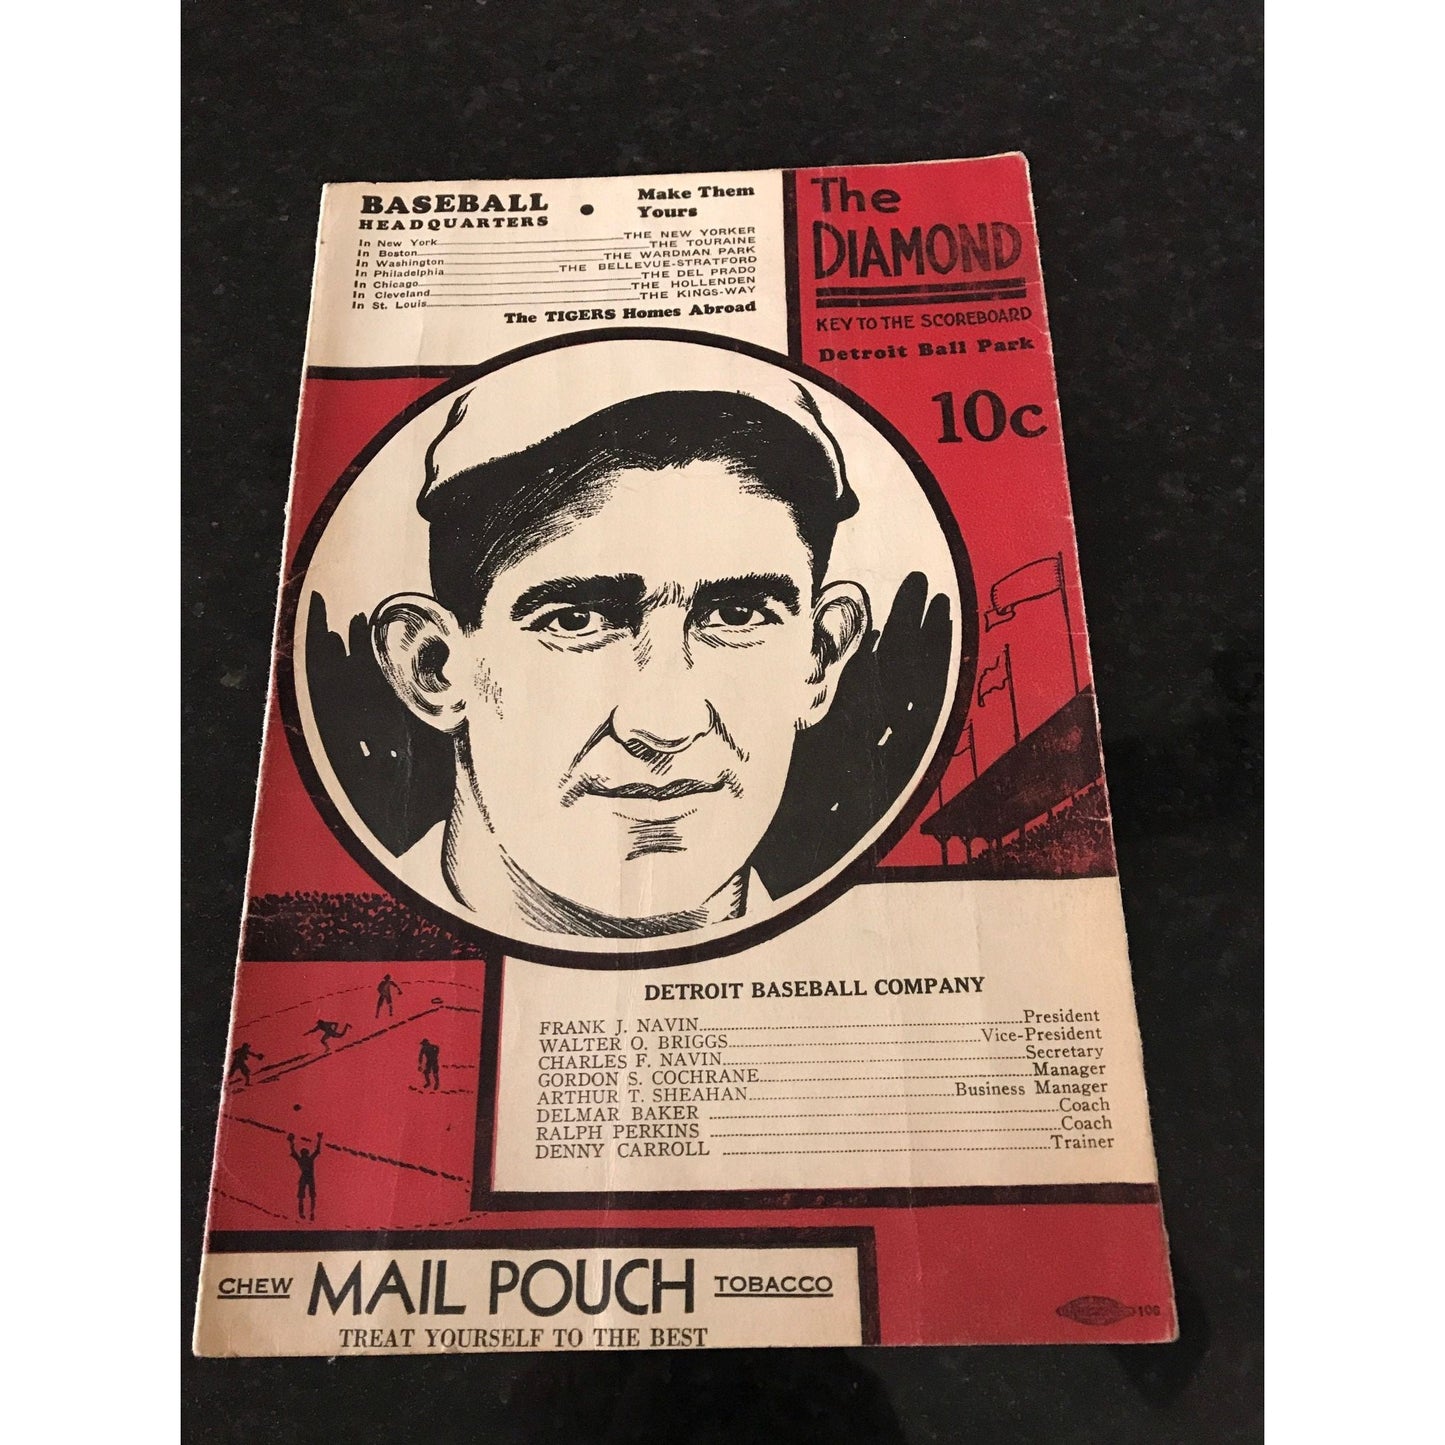 BASEBALL
HEADQUARTERS
• Make Them
Yours
In New York THE NEW YORKER
In Boston THE TOURAINE
In Washington THE WARDMAN PARK
In Philadelphia THE BELLEVUE-STRATFORD
In Chicago THE DEL PRADO
In Cleveland THE HOLLENDEN
In St. Louis THE KINGS-WAY
The TIGERS Homes Abroad
The
DIAMOND
KEY TO THE SCOREBOARD
Detroit Ball Park
10c
DETROIT BASEBALL COMPANY
FRANK J. NAVIN President
WALTER O. BRIGGS Vice-President
CHARLES F. NAVIN Secretary
GORDON S. COCHRANE Manager
ARTHUR T. SHEAHAN Business Manager
DELMAR BAKER Coach
RALPH PERKINS Coach
DENNY CARROLL Trainer
CHEW MAIL POUCH TOBACCO
TREAT YOURSELF TO THE BEST